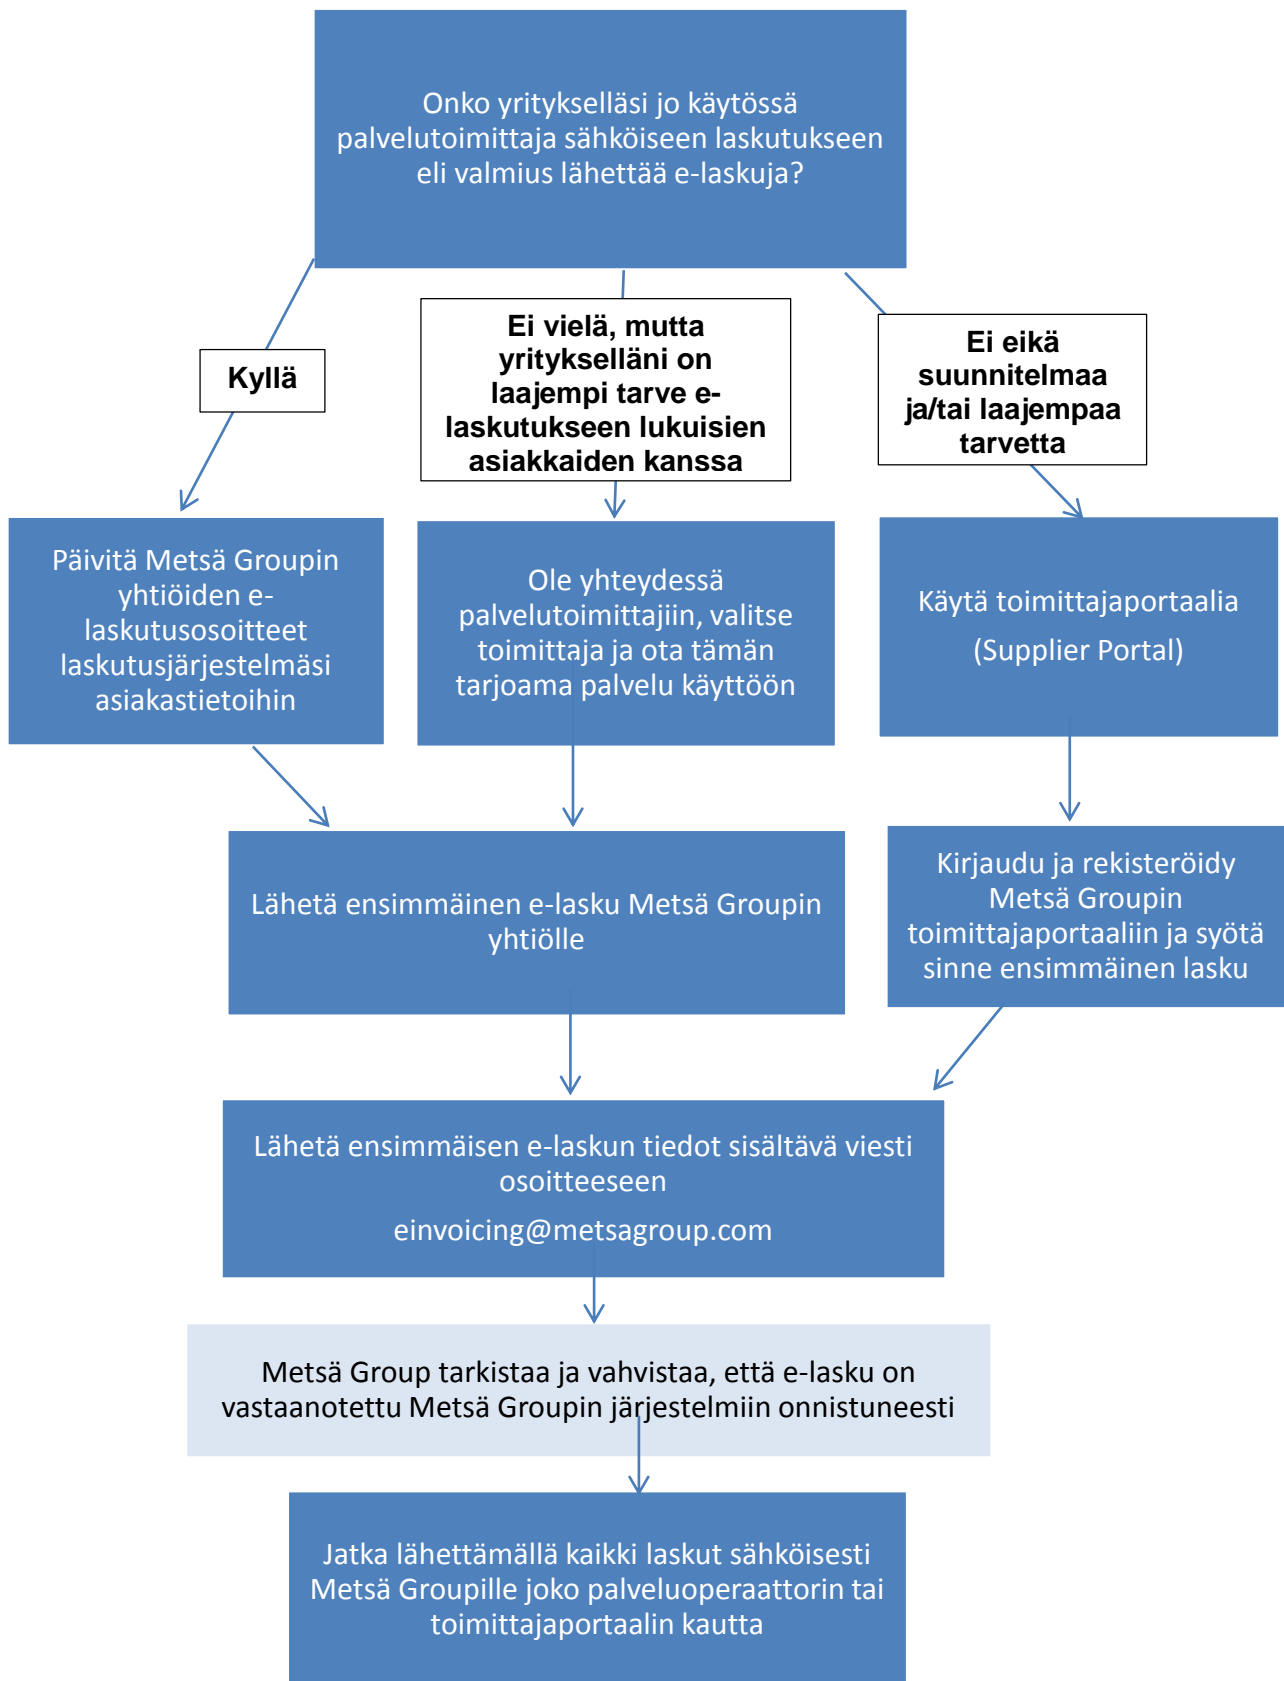 Onko yritykselläsi jo käytössä
palvelutoimittaja sähköiseen laskutukseen
eli valmius lähettää e-laskuja?
Kyllä
Ei vielä, mutta
yritykselläni on
laajempi tarve e-
laskutukseen lukuisien
asiakkaiden kanssa
Ei eikä
suunnitelmaa
ja/tai laajempaa
tarvetta
Päivitä Metsä Groupin
yhtiöiden e-
laskutusosoitteet
laskutusjärjestelmäsi
asiakastietoihin
Ole yhteydessä
palvelutoimittajiin, valitse
toimittaja ja ota tämän
tarjoama palvelu käyttöön
Käytä toimittajaportaalia
(Supplier Portal)
Lähetä ensimmäinen e-lasku Metsä Groupin
yhtiölle
Kirjaudu ja rekisteröidy
Metsä Groupin
toimittajaportaaliin ja syötä
sinne ensimmäinen lasku
Lähetä ensimmäisen e-laskun tiedot sisältävä viesti
osoitteeseen
einvoicing@metsagroup.com
Metsä Group tarkistaa ja vahvistaa, että e-lasku on
vastaanotettu Metsä Groupin järjestelmiin onnistuneesti
Jatka lähettämällä kaikki laskut sähköisesti
Metsä Groupille joko palveluoperaattorin tai
toimittajaportaalin kautta